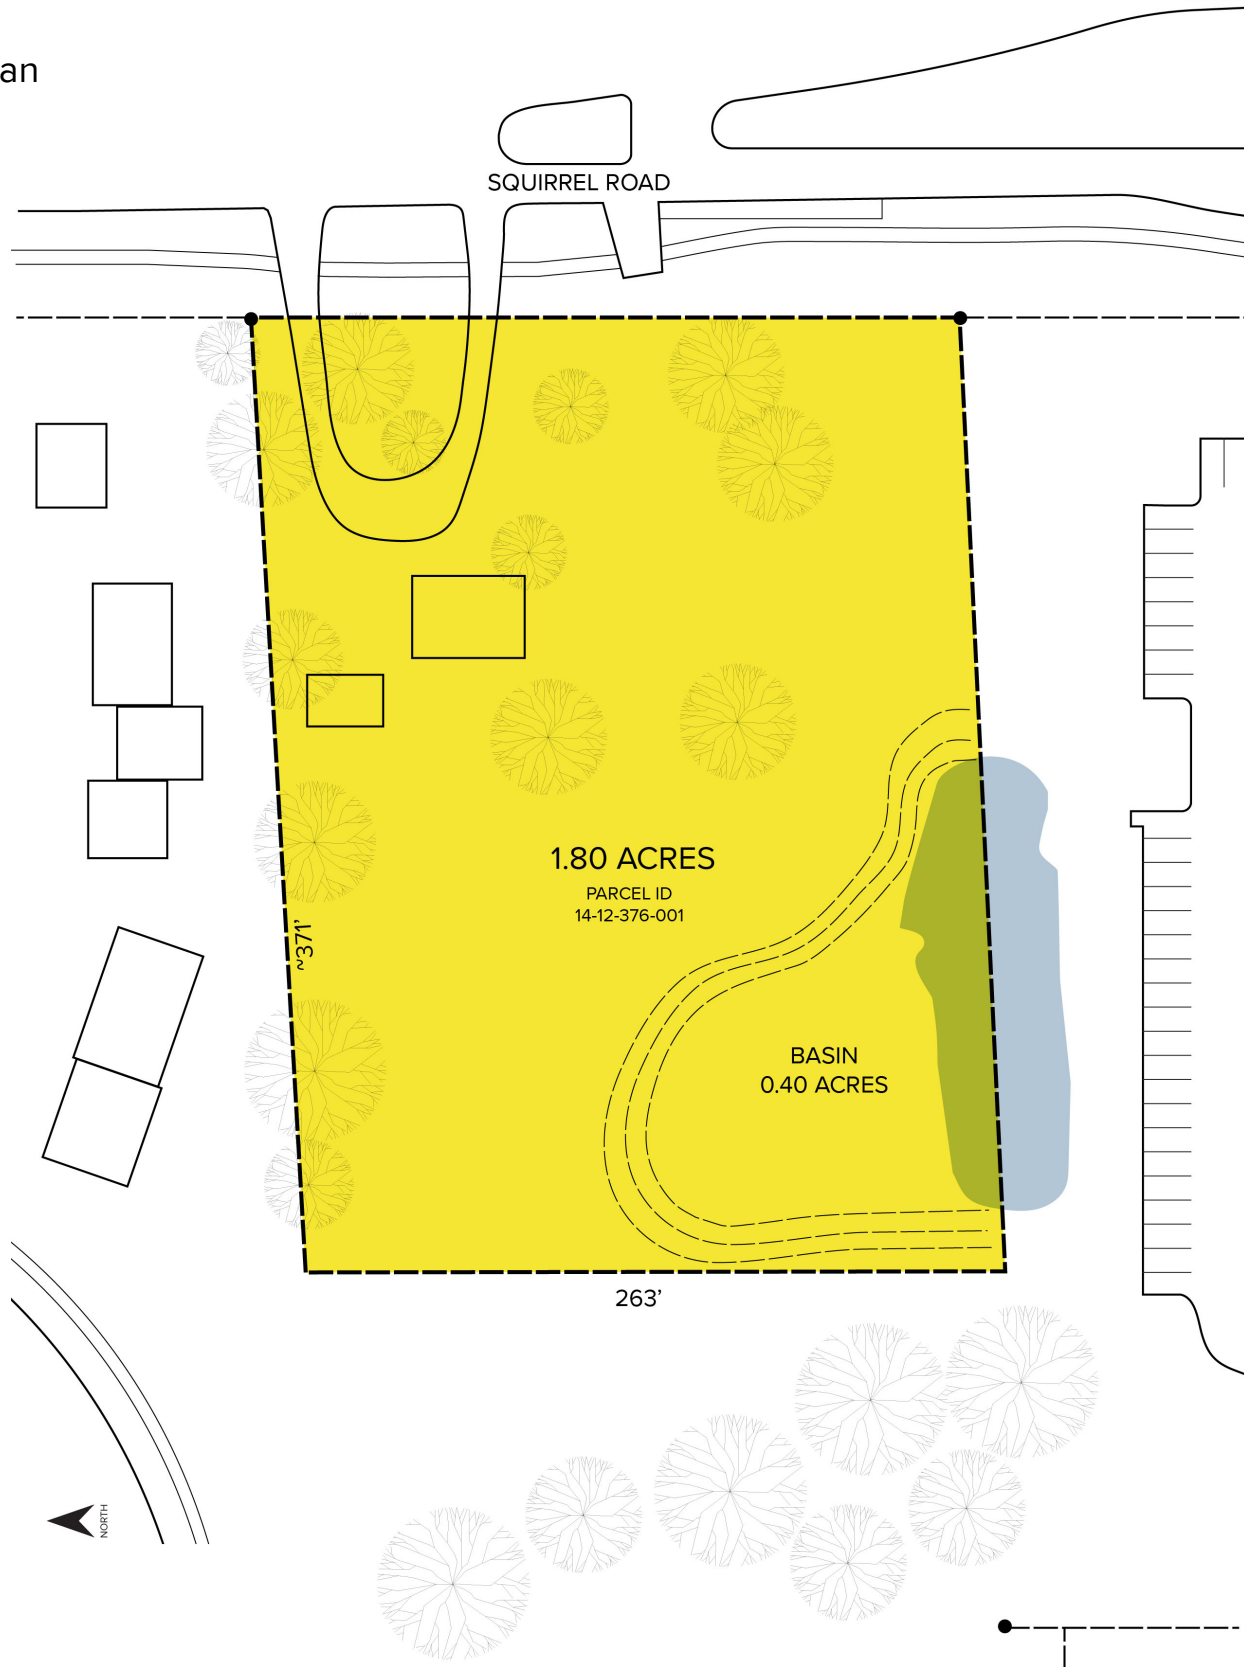 an
SQUIRREL ROAD
1.80 ACRES
PARCEL ID
14-12-376-001
~371’
BASIN
0.40 ACRES
263’
NORTH